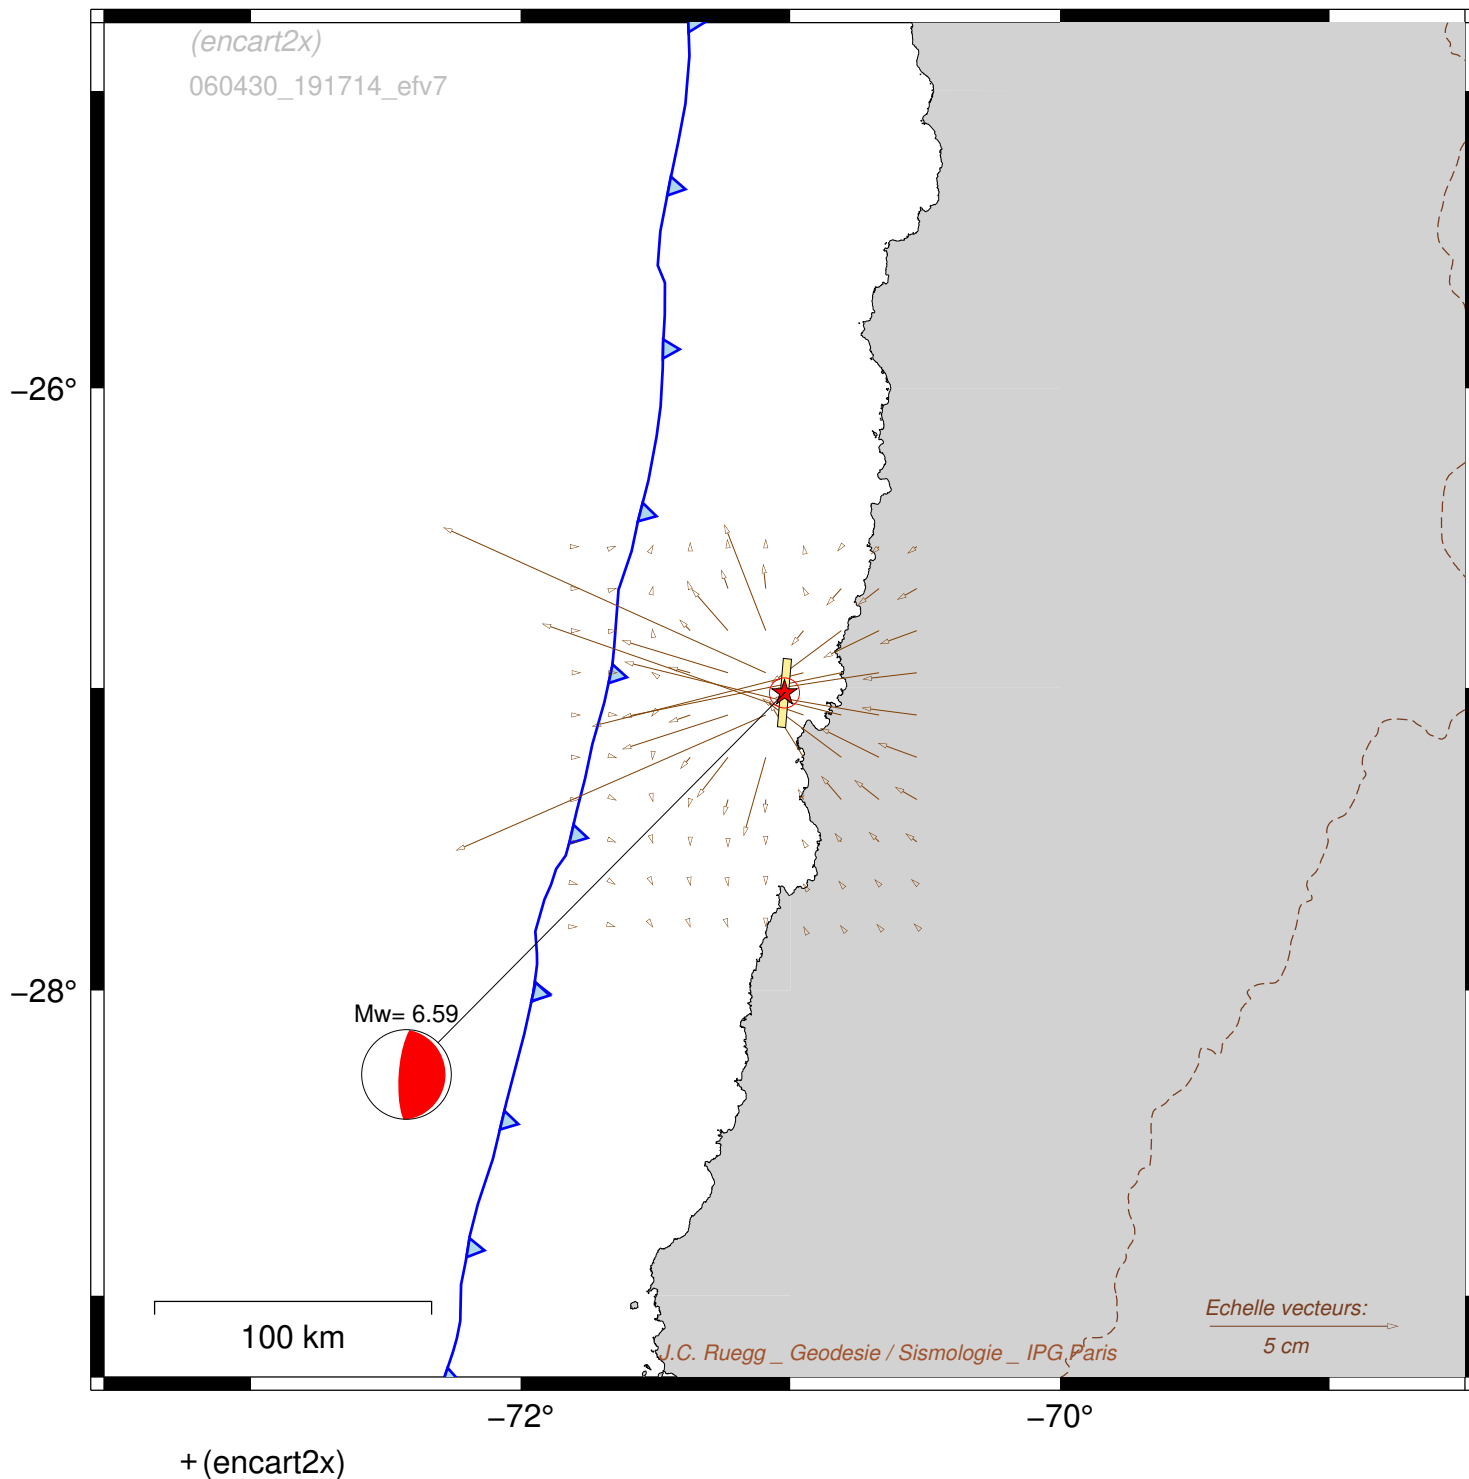 (encart2x)
060430_191714_efv7
−26°
−28°
Mw= 6.59
100 km
Echelle vecteurs:
5 cm
J.C. Ruegg _ Geodesie / Sismologie _ IPG Paris
−72°
−70°
+ (encart2x)